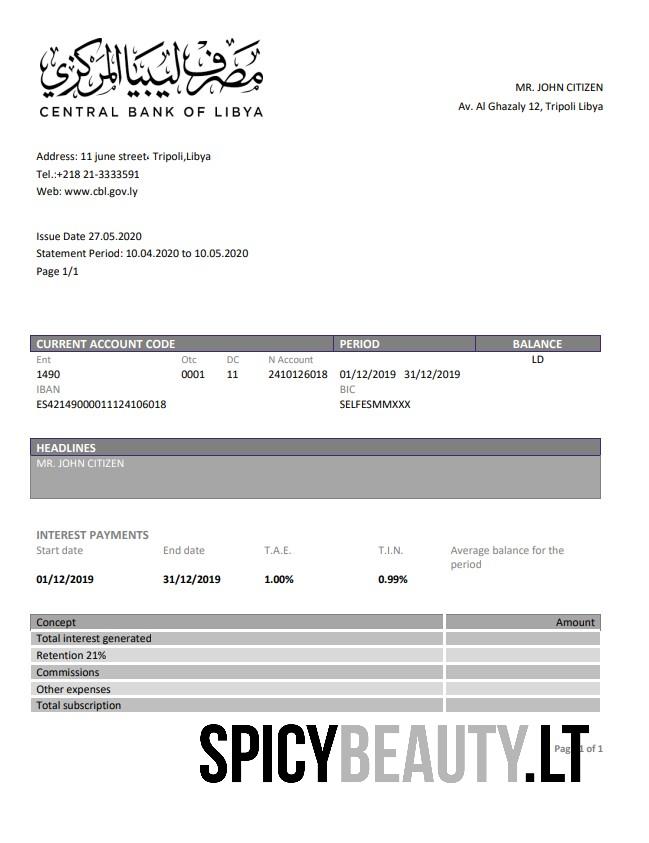 مصرف ليبيا المركزي
CENTRAL BANK OF LIBYA
MR. JOHN CITIZEN
Av. Al Ghazaly 12, Tripoli Libya
Address: 11 june street، Tripoli,Libya
Tel.:+218 21-3333591
Web: www.cbl.gov.ly
Issue Date 27.05.2020
Statement Period: 10.04.2020 to 10.05.2020
Page 1/1
CURRENT ACCOUNT CODE PERIOD BALANCE
Ent Otc DC N Account LD
1490 0001 11 2410126018 01/12/2019 31/12/2019
IBAN BIC
ES42149000011124106018 SELFESMMXXX
HEADLINES
MR. JOHN CITIZEN
INTEREST PAYMENTS
Start date End date T.A.E. T.I.N. Average balance for the
period
01/12/2019 31/12/2019 1.00% 0.99%
Concept Amount
Total interest generated
Retention 21%
Commissions
Other expenses
Total subscription
SPICYBEAUTY.LT
Page 1 of 1